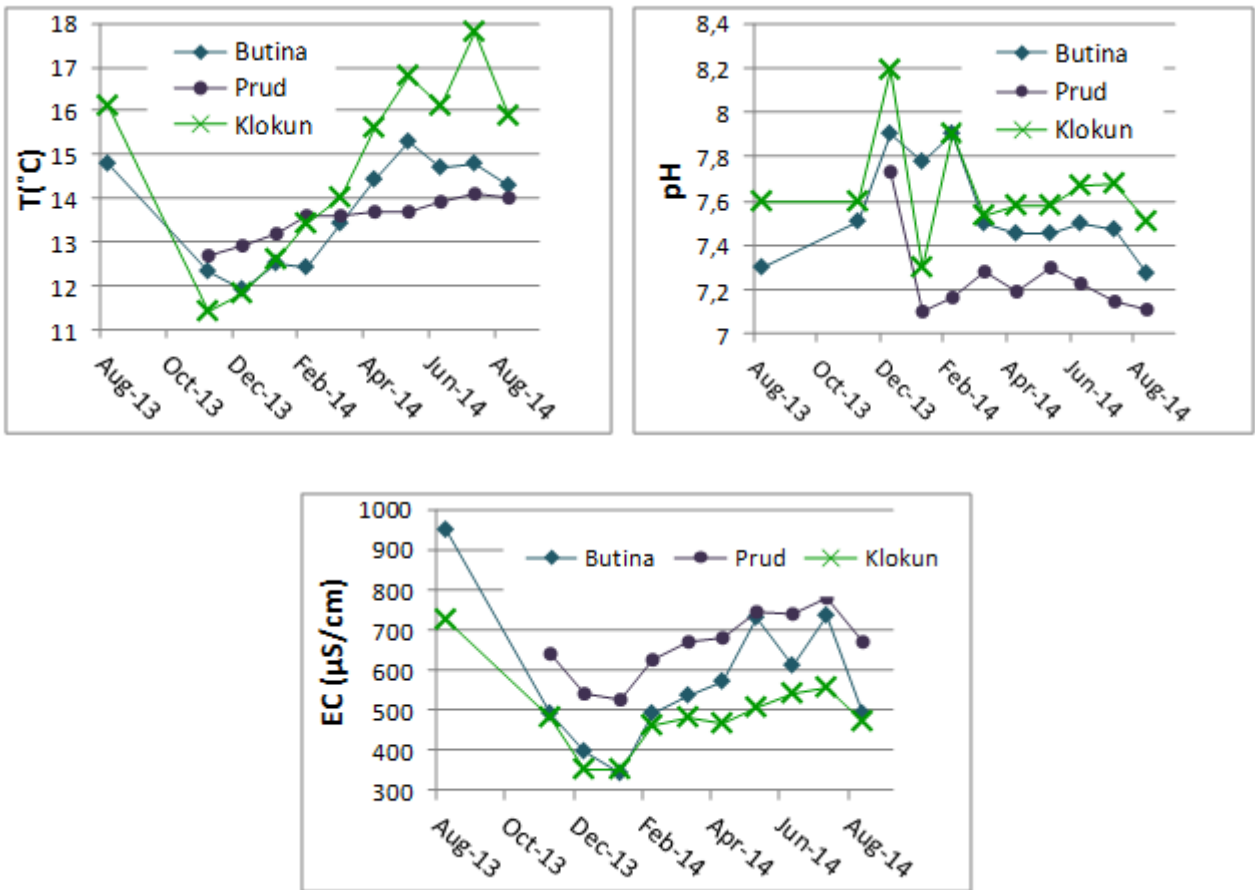 T(°C)
18
17
16
15
14
13
12
11
Butina
Prud
Klokun
Aug-13
Oct-13
Dec-13
Feb-14
Apr-14
Jun-14
Aug-14
pH
8,4
8,2
8
7,8
7,6
7,4
7,2
7
Butina
Prud
Klokun
Aug-13
Oct-13
Dec-13
Feb-14
Apr-14
Jun-14
Aug-14
EC (µS/cm)
1000
900
800
700
600
500
400
300
Butina Prud Klokun
Aug-13
Oct-13
Dec-13
Feb-14
Apr-14
Jun-14
Aug-14